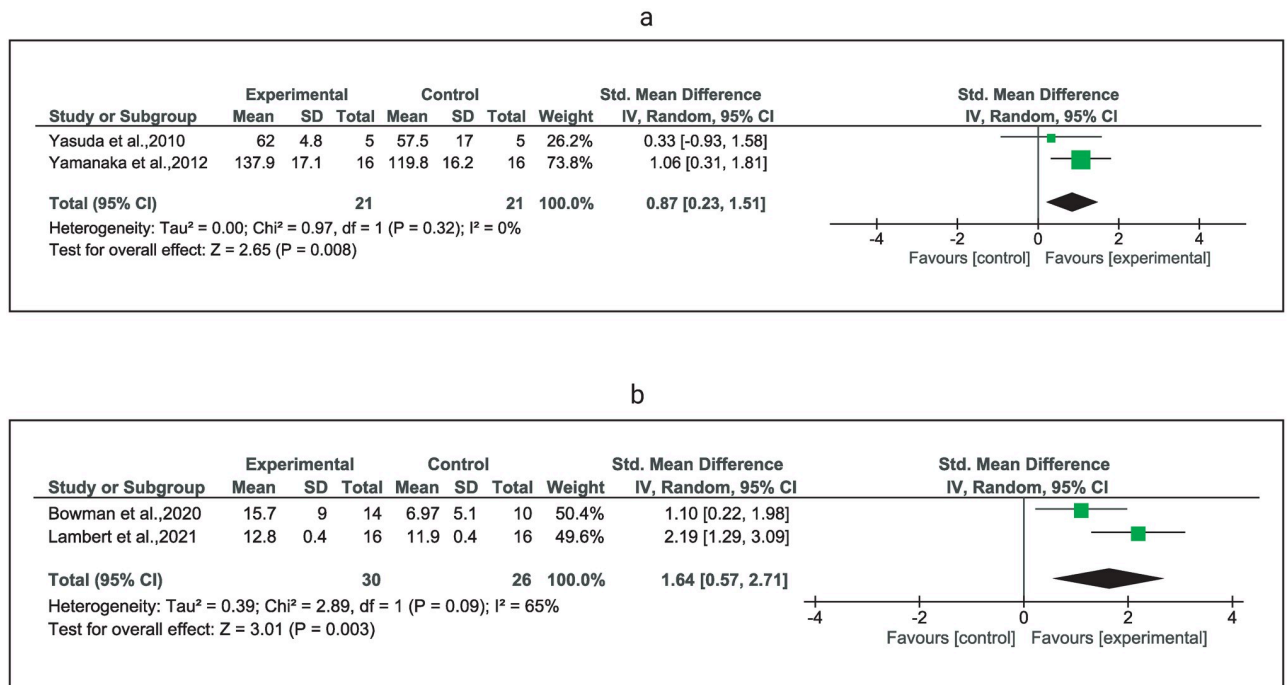 a
Experimental Control Std. Mean Difference Std. Mean Difference
Study or Subgroup Mean SD Total Mean SD Total Weight IV, Random, 95% CI IV, Random, 95% CI
Yasuda et al.,2010 62 4.8 5 57.5 17 5 26.2% 0.33 [-0.93, 1.58]
Yamanaka et al.,2012 137.9 17.1 16 119.8 16.2 16 73.8% 1.06 [0.31, 1.81]
Total (95% CI) 21 21 100.0% 0.87 [0.23, 1.51]
Heterogeneity: Tau² = 0.00; Chi² = 0.97, df = 1 (P = 0.32); I² = 0%
Test for overall effect: Z = 2.65 (P = 0.008)
-4 -2 0 2 4
Favours [control] Favours [experimental]
b
Experimental Control Std. Mean Difference Std. Mean Difference
Study or Subgroup Mean SD Total Mean SD Total Weight IV, Random, 95% CI IV, Random, 95% CI
Bowman et al.,2020 15.7 9 14 6.97 5.1 10 50.4% 1.10 [0.22, 1.98]
Lambert et al.,2021 12.8 0.4 16 11.9 0.4 16 49.6% 2.19 [1.29, 3.09]
Total (95% CI) 30 26 100.0% 1.64 [0.57, 2.71]
Heterogeneity: Tau² = 0.39; Chi² = 2.89, df = 1 (P = 0.09); I² = 65%
Test for overall effect: Z = 3.01 (P = 0.003)
-4 -2 0 2 4
Favours [control] Favours [experimental]